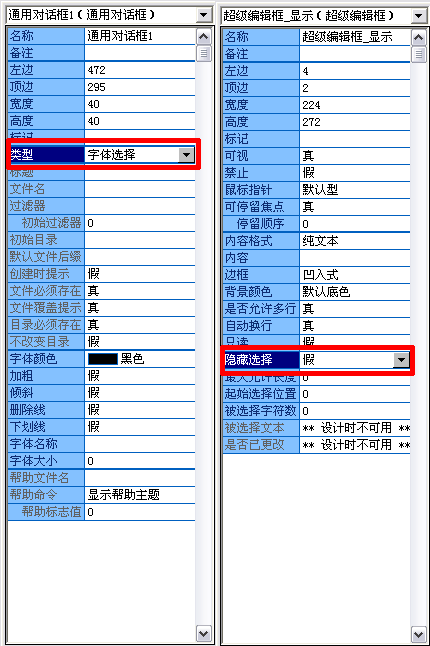 通用对话框1（通用对话框）
名称 通用对话框1
备注
左边 472
顶边 295
宽度 40
高度 40
标记
类型 字体选择
标题
文件名
过滤器
初始过滤器 0
初始目录
默认文件后缀
创建时提示 假
文件必须存在 真
文件覆盖提示 真
目录必须存在 真
不改变目录 假
字体颜色 黑色
加粗 假
倾斜 假
删除线 假
下划线 假
字体名称
字体大小 0
帮助文件名
帮助命令 显示帮助主题
帮助标志值 0
超级编辑框_显示（超级编辑框）
名称 超级编辑框_显示
备注
左边 4
顶边 2
宽度 224
高度 272
标记
可视 真
禁止 假
鼠标指针 默认型
可停留焦点 真
停留顺序 0
内容格式 纯文本
内容
边框 凹入式
背景颜色 默认底色
是否允许多行 真
自动换行 真
只读 假
隐藏选择 假
最大允许长度 0
起始选择位置 0
被选择字符数 0
被选择文本 ** 设计时不可用 **
是否已更改 ** 设计时不可用 **